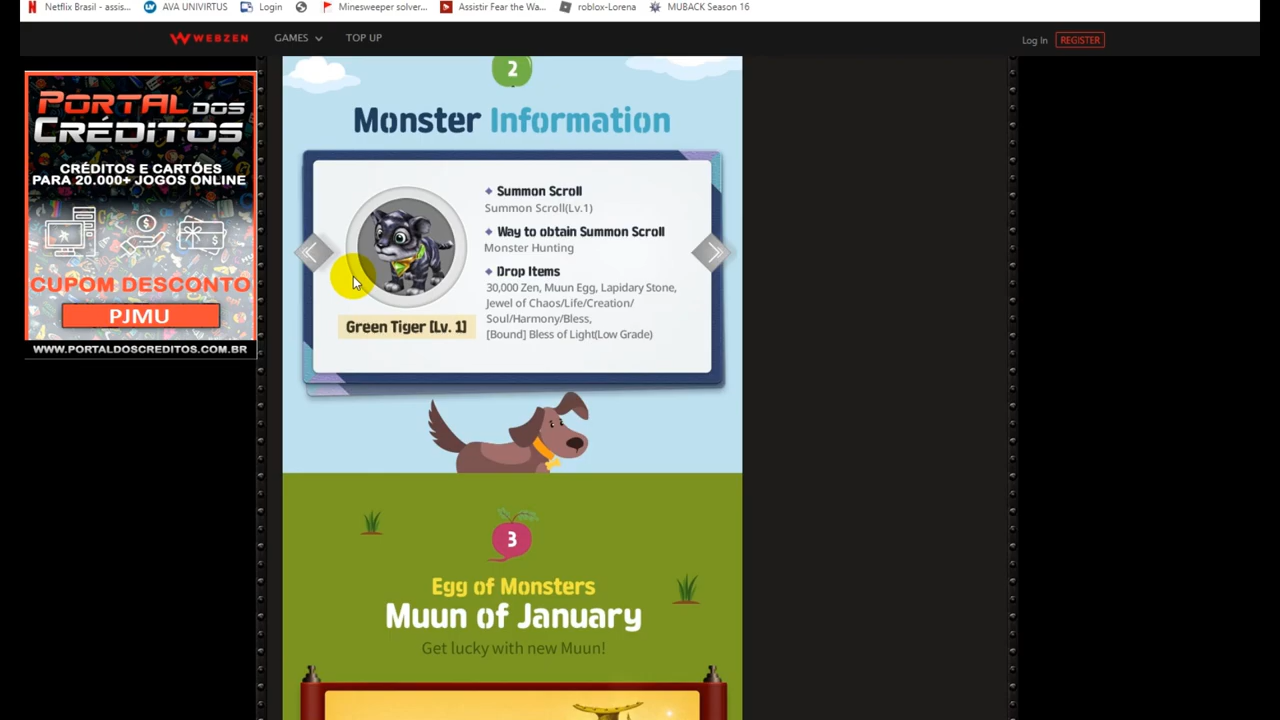 Netflix Brasil - assis...
AVA UNIVIRTUS
Login
Minesweeper solver...
Assistir Fear the Wa...
roblox-Lorena
MUBACK Season 16
WEBZEN
GAMES
TOP UP
Log In
REGISTER
PORTAL DOS
CRÉDITOS
CRÉDITOS E CARTÕES
PARA 20.000+ JOGOS ONLINE
CUPOM DESCONTO
PJMU
WWW.PORTALDOSCREDITOS.COM.BR
2
Monster Information
Summon Scroll
Summon Scroll(Lv.1)
Way to obtain Summon Scroll
Monster Hunting
Drop Items
30,000 Zen, Muun Egg, Lapidary Stone,
Jewel of Chaos/Life/Creation/
Soul/Harmony/Bless,
[Bound] Bless of Light(Low Grade)
Green Tiger [Lv. 1]
3
Egg of Monsters
Muun of January
Get lucky with new Muun!